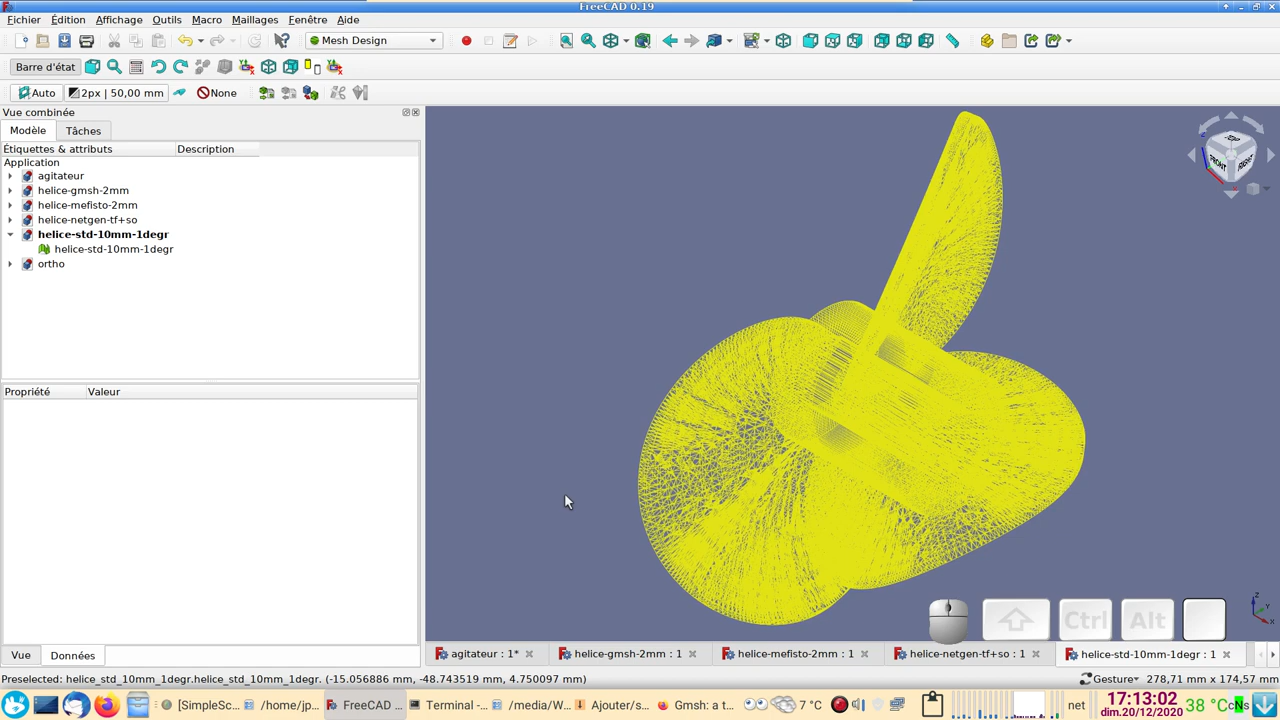 FreeCAD 0.19
Fichier Édition Affichage Outils Macro Maillages Fenêtre Aide
Mesh Design
Barre d'état
Auto 2px | 50,00 mm None
Vue combinée
Modèle Tâches
Étiquettes & attributs Description
Application
agitateur
helice-gmsh-2mm
helice-mefisto-2mm
helice-netgen-tf+so
helice-std-10mm-1degr
helice-std-10mm-1degr
ortho
Propriété Valeur
FRONT
Ctrl Alt
Vue Données
agitateur : 1* helice-gmsh-2mm : 1 helice-mefisto-2mm : 1 helice-netgen-tf+so : 1 helice-std-10mm-1degr : 1
Preselected: helice_std_10mm_1degr.helice_std_10mm_1degr. (-15.056886 mm, -48.743519 mm, 4.750097 mm) Gesture 278,71 mm x 174,57 mm
[SimpleSc... /home/jp... FreeCAD ... Terminal -... /media/W... Ajouter/s... Gmsh: a t... 7 °C net 17:13:02 38 °C
dim.20/12/2020